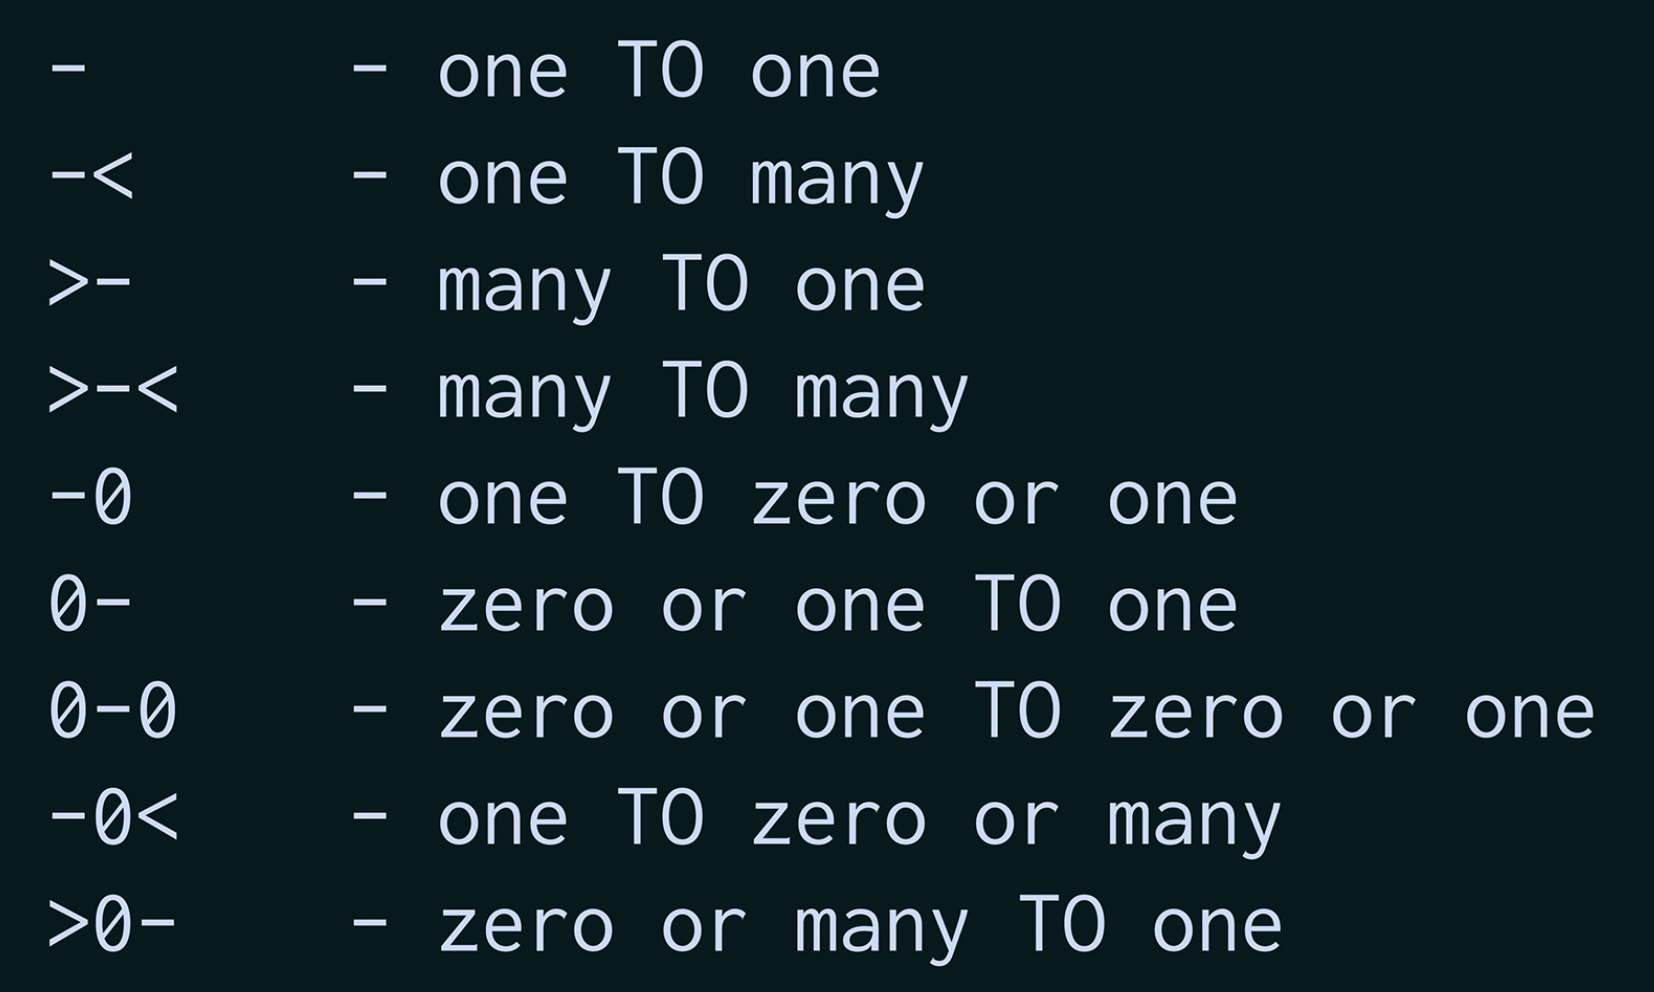 -      - one TO one
-<     - one TO many
>-     - many TO one
>-<    - many TO many
-0     - one TO zero or one
0-     - zero or one TO one
0-0    - zero or one TO zero or one
-0<    - one TO zero or many
>0-    - zero or many TO one